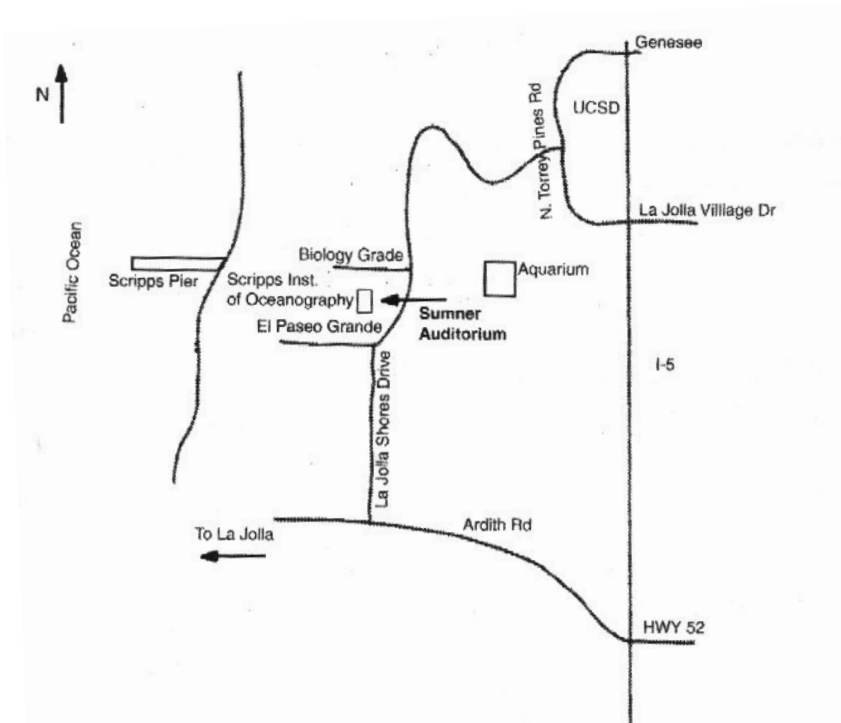 Genesee
N
UCSD
N. Torrey Pines Rd
La Jolla Villiage Dr
Pacific Ocean
Biology Grade
Aquarium
Scripps Pier
Scripps Inst.
of Oceanography
Sumner
Auditorium
El Paseo Grande
I-5
La Jolla Shores Drive
Ardith Rd
To La Jolla
HWY 52